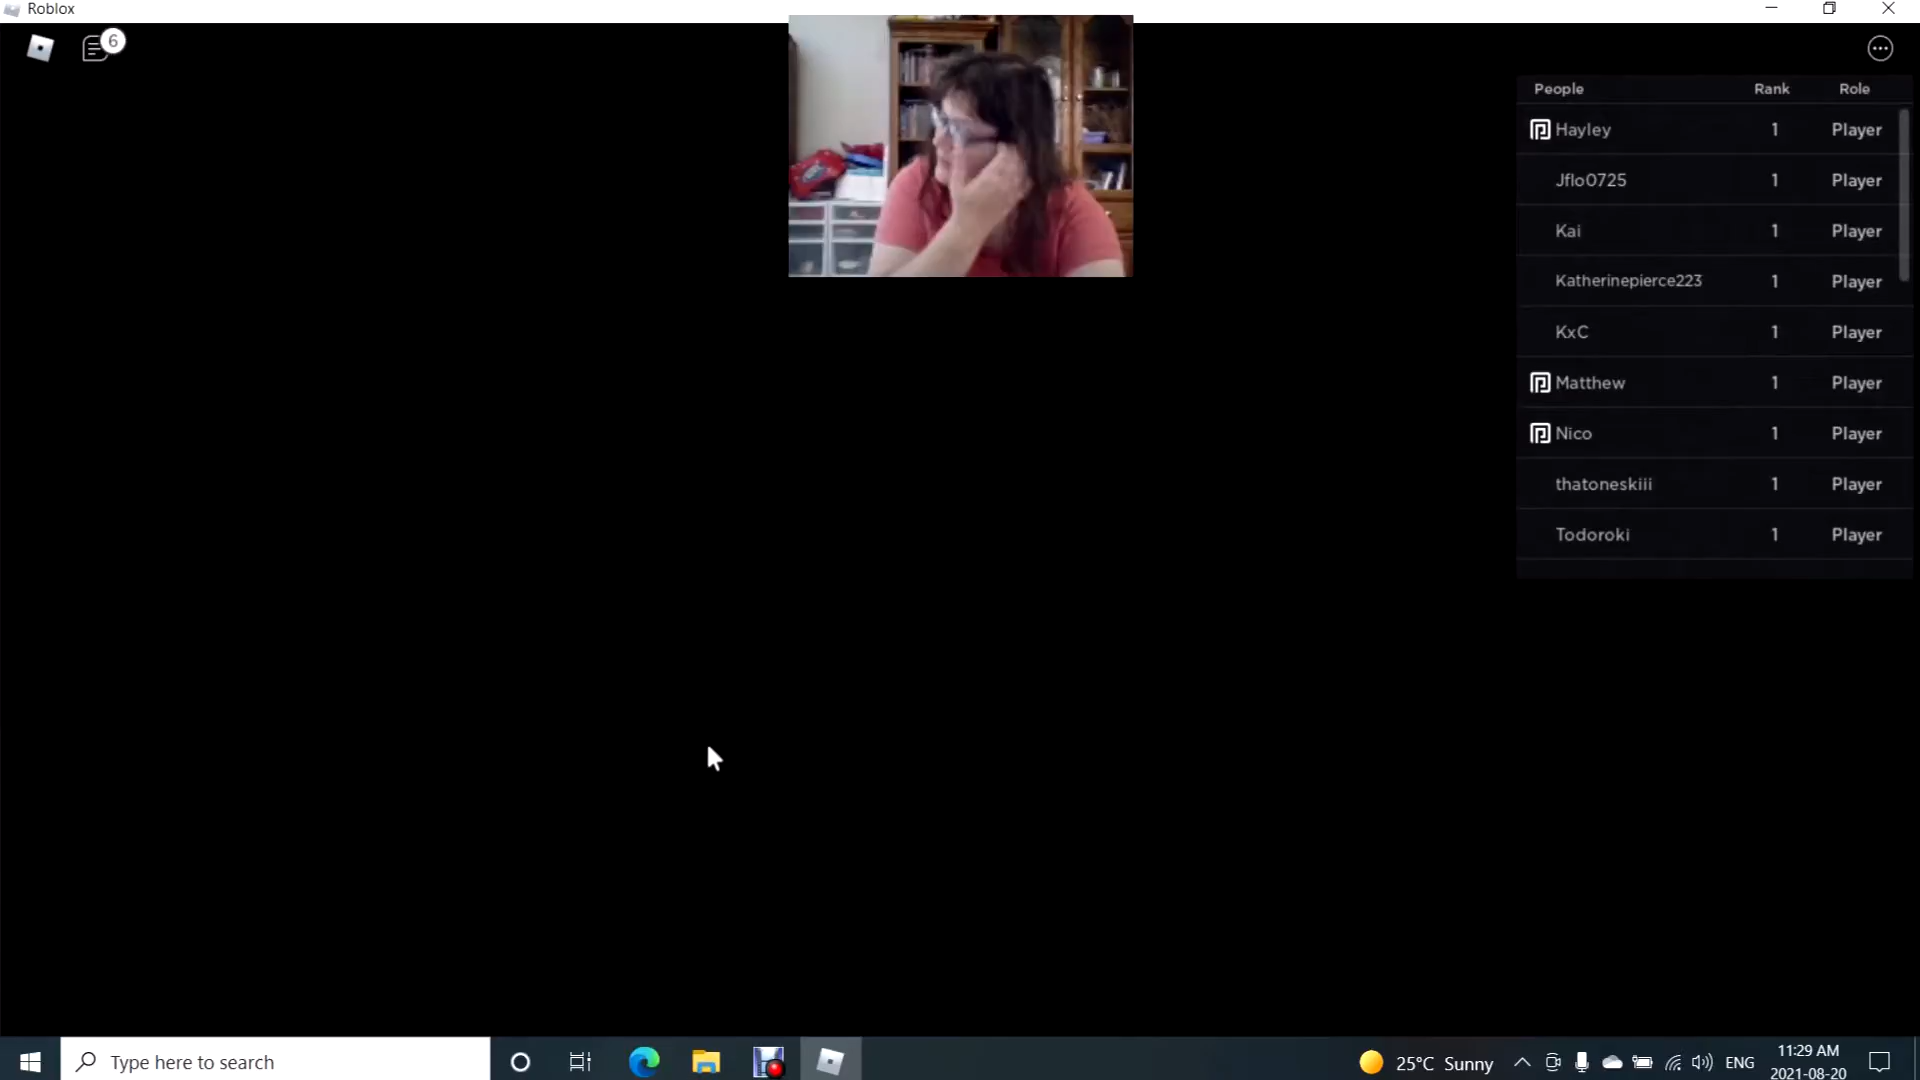 Roblox
6
People Rank Role
Hayley 1 Player
Jflo0725 1 Player
Kai 1 Player
Katherinepierce223 1 Player
KxC 1 Player
Matthew 1 Player
Nico 1 Player
thatoneskiii 1 Player
Todoroki 1 Player
Type here to search
25°C Sunny
ENG
11:29 AM
2021-08-20